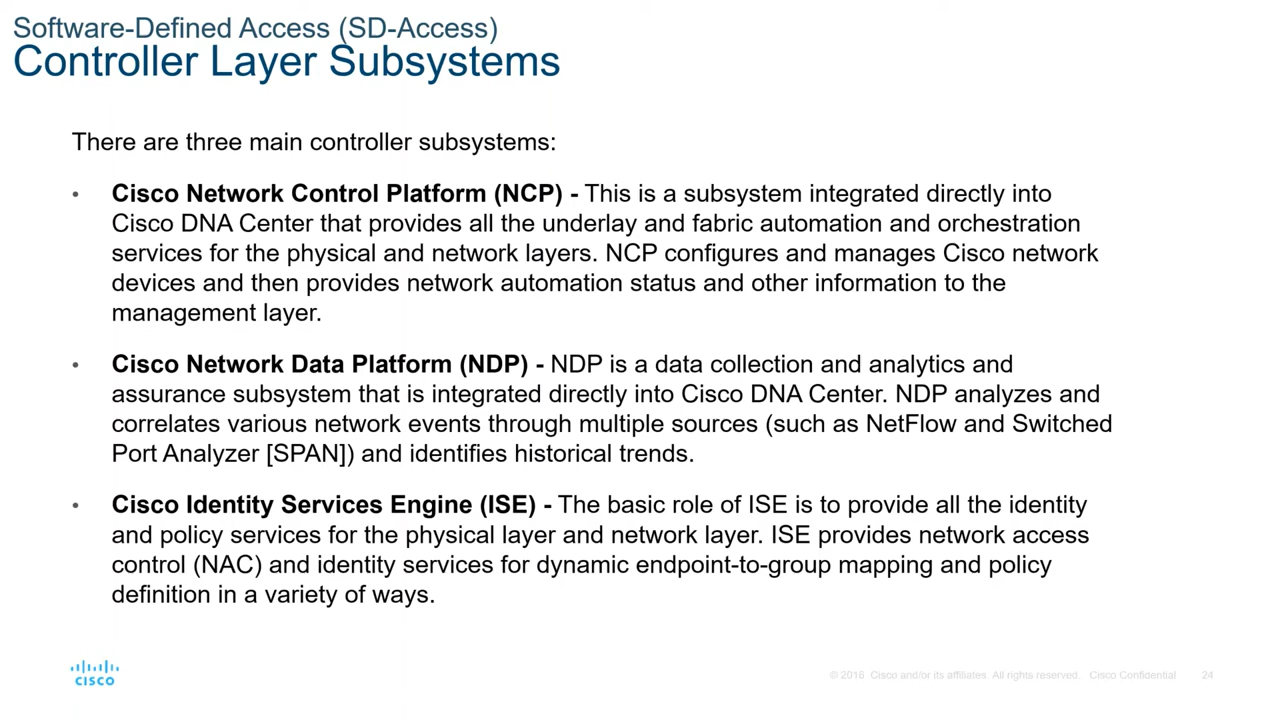 Software-Defined Access (SD-Access)
Controller Layer Subsystems
There are three main controller subsystems:
• Cisco Network Control Platform (NCP) - This is a subsystem integrated directly into
Cisco DNA Center that provides all the underlay and fabric automation and orchestration
services for the physical and network layers. NCP configures and manages Cisco network
devices and then provides network automation status and other information to the
management layer.
• Cisco Network Data Platform (NDP) - NDP is a data collection and analytics and
assurance subsystem that is integrated directly into Cisco DNA Center. NDP analyzes and
correlates various network events through multiple sources (such as NetFlow and Switched
Port Analyzer [SPAN]) and identifies historical trends.
• Cisco Identity Services Engine (ISE) - The basic role of ISE is to provide all the identity
and policy services for the physical layer and network layer. ISE provides network access
control (NAC) and identity services for dynamic endpoint-to-group mapping and policy
definition in a variety of ways.
CISCO
© 2016 Cisco and/or its affiliates. All rights reserved. Cisco Confidential 24